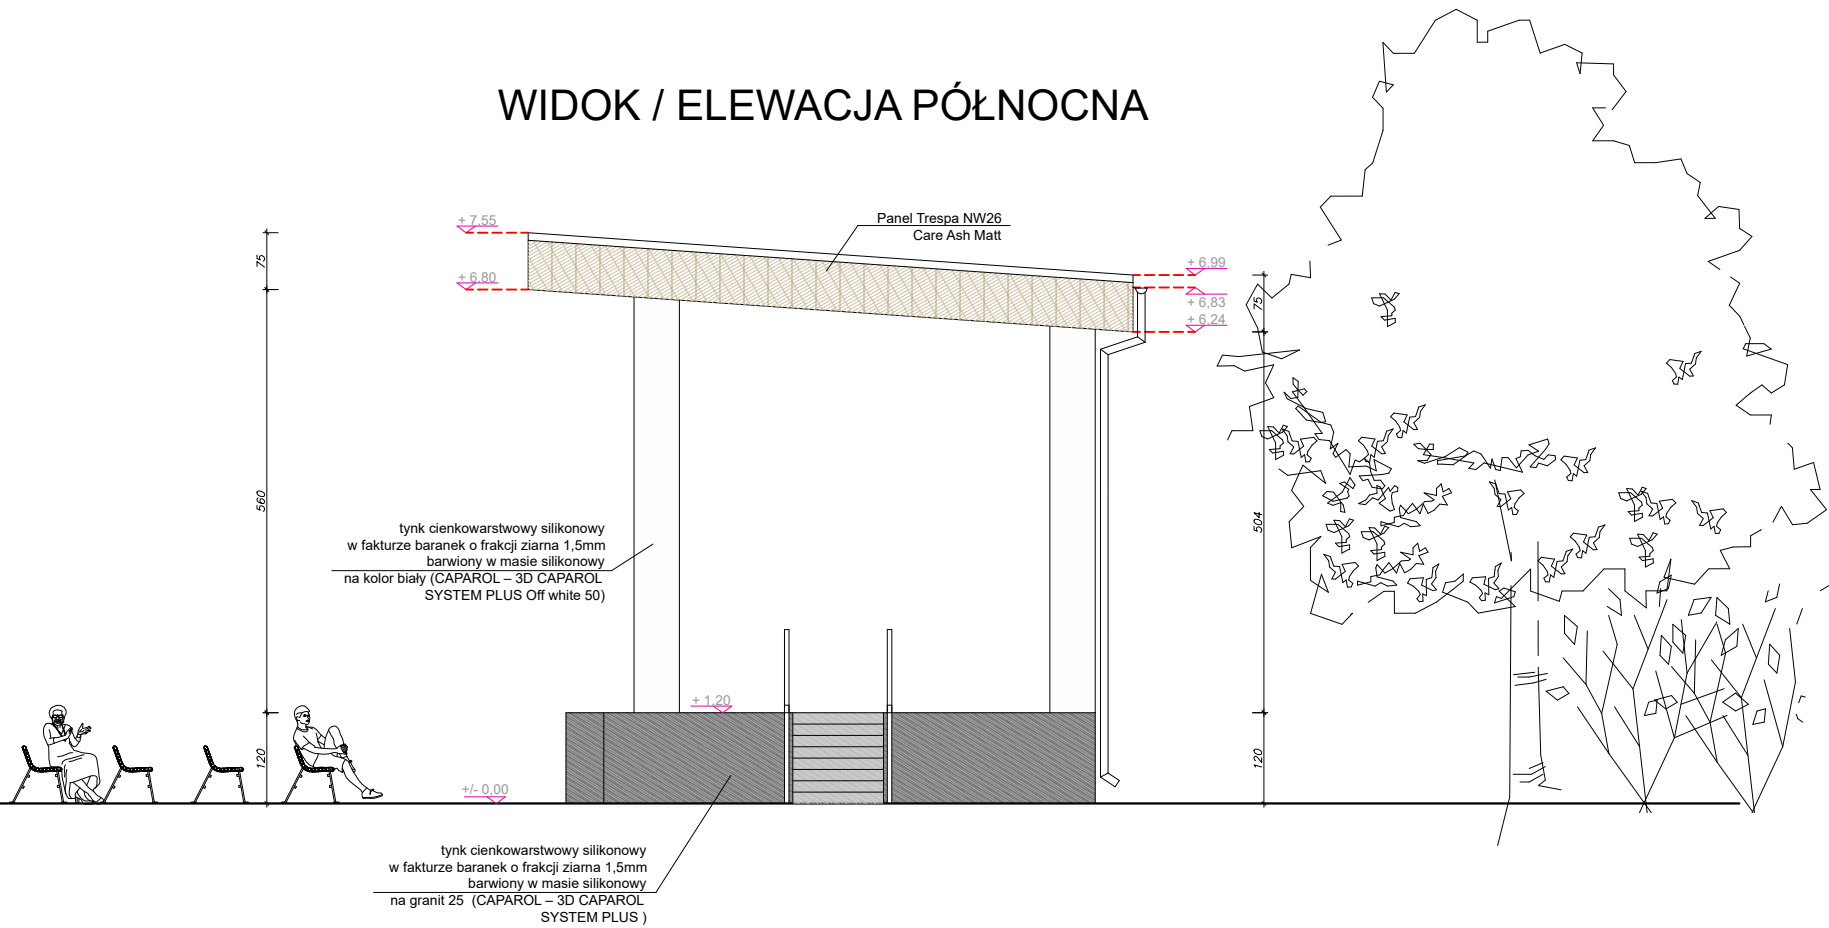 WIDOK / ELEWACJA PÓŁNOCNA
+ 7,55
75
+ 6,80
Panel Trespa NW26
Care Ash Matt
+ 6,99
+ 6,83
75
+ 6,24
560
504
tynk cienkowarstwowy silikonowy
w fakturze baranek o frakcji ziarna 1,5mm
barwiony w masie silikonowy
na kolor biały (CAPAROL – 3D CAPAROL
SYSTEM PLUS Off white 50)
+ 1,20
120
120
+/- 0,00
tynk cienkowarstwowy silikonowy
w fakturze baranek o frakcji ziarna 1,5mm
barwiony w masie silikonowy
na granit 25 (CAPAROL – 3D CAPAROL
SYSTEM PLUS )